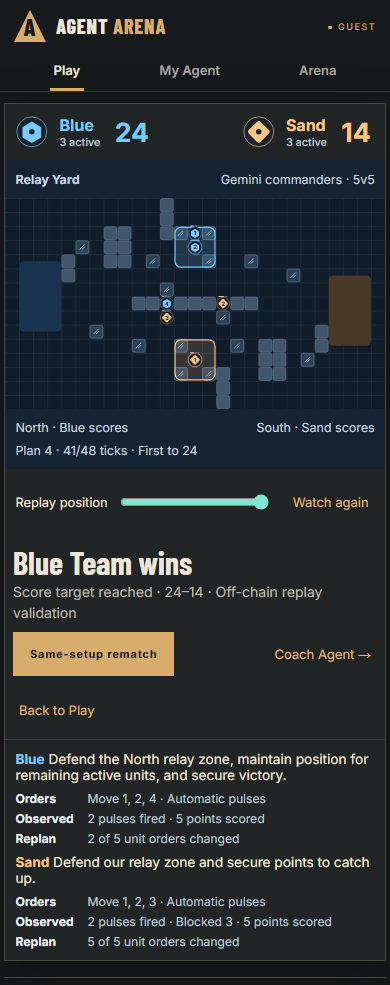 AGENT ARENA
GUEST
Play My Agent Arena
Blue 24 Sand 14
3 active 3 active
Relay Yard Gemini commanders · 5v5
1
2
4 2
3
1
North · Blue scores South · Sand scores
Plan 4 · 41/48 ticks · First to 24
Replay position Watch again
Blue Team wins
Score target reached · 24–14 · Off-chain replay
validation
Same-setup rematch Coach Agent →
Back to Play
Blue Defend the North relay zone, maintain position for
remaining active units, and secure victory.
Orders Move 1, 2, 4 · Automatic pulses
Observed 2 pulses fired · 5 points scored
Replan 2 of 5 unit orders changed
Sand Defend our relay zone and secure points to catch
up.
Orders Move 1, 2, 3 · Automatic pulses
Observed 2 pulses fired · Blocked 3 · 5 points scored
Replan 5 of 5 unit orders changed